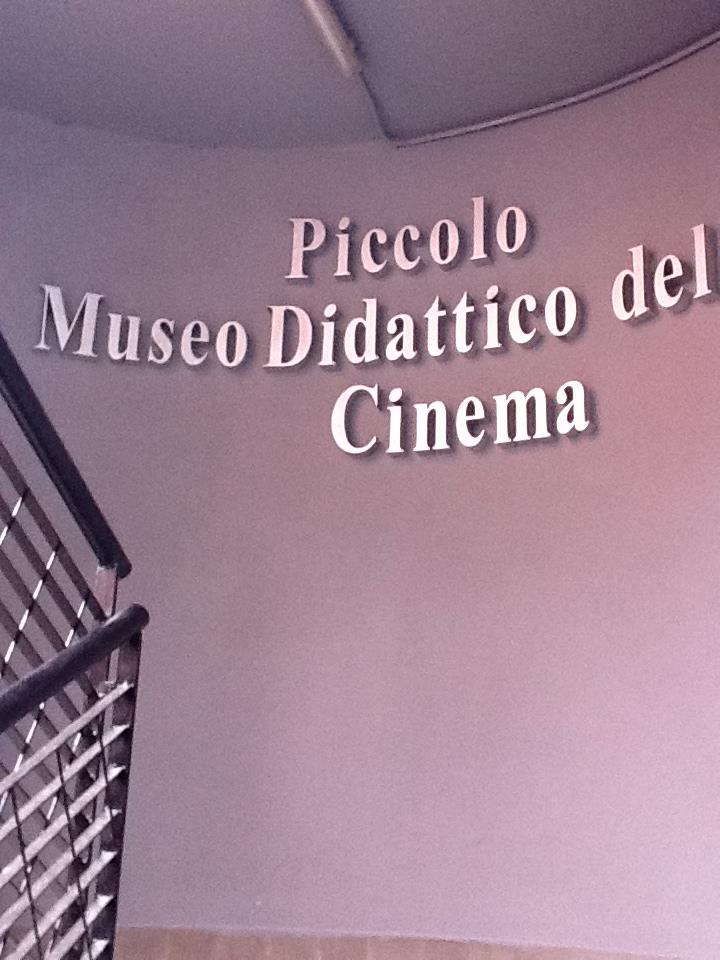 Piccolo
Museo Didattico del
Cinema